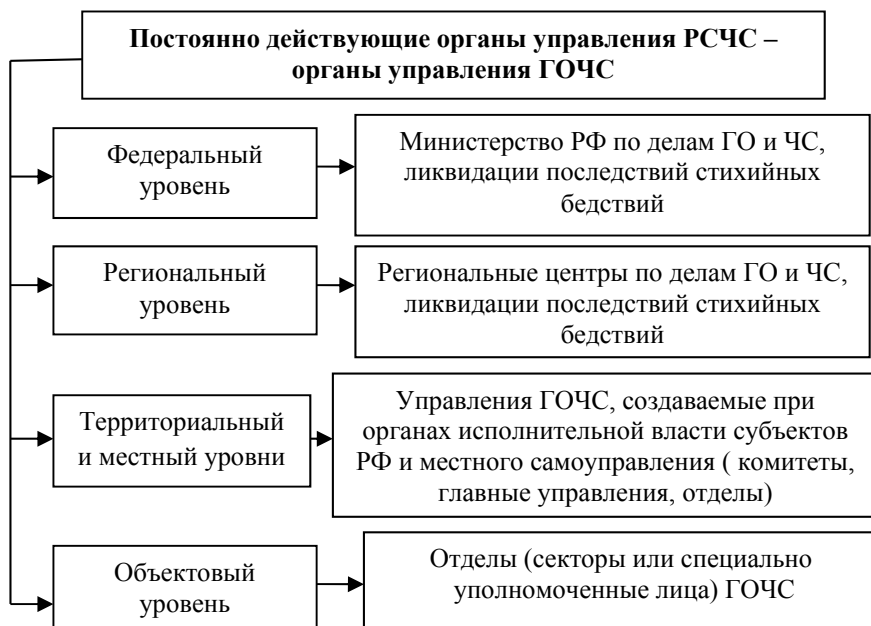 Постоянно действующие органы управления РСЧС –
органы управления ГОЧС
Федеральный
уровень
Министерство РФ по делам ГО и ЧС,
ликвидации последствий стихийных
бедствий
Региональный
уровень
Региональные центры по делам ГО и ЧС,
ликвидации последствий стихийных
бедствий
Территориальный
и местный уровни
Управления ГОЧС, создаваемые при
органах исполнительной власти субъектов
РФ и местного самоуправления ( комитеты,
главные управления, отделы)
Объектовый
уровень
Отделы (секторы или специально
уполномоченные лица) ГОЧС